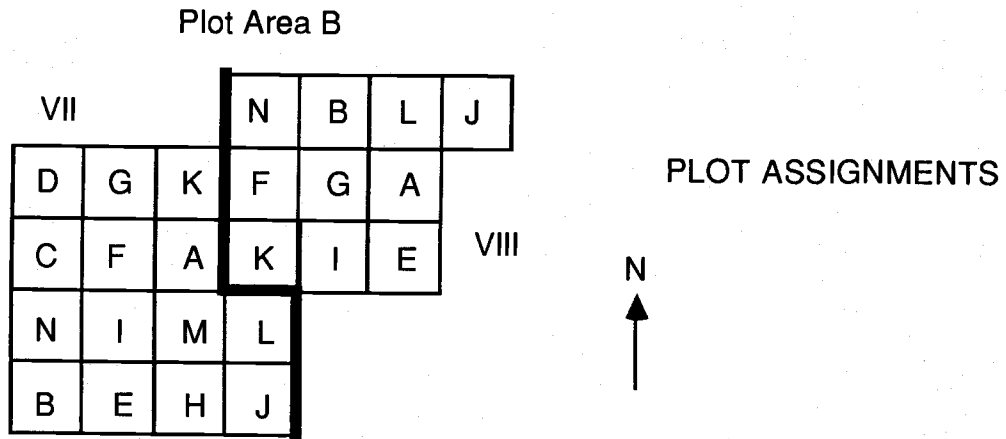 Plot Area B
VII
N B L J
D G K F G A
PLOT ASSIGNMENTS
C F A K I E
VIII
N
N I M L
B E H J